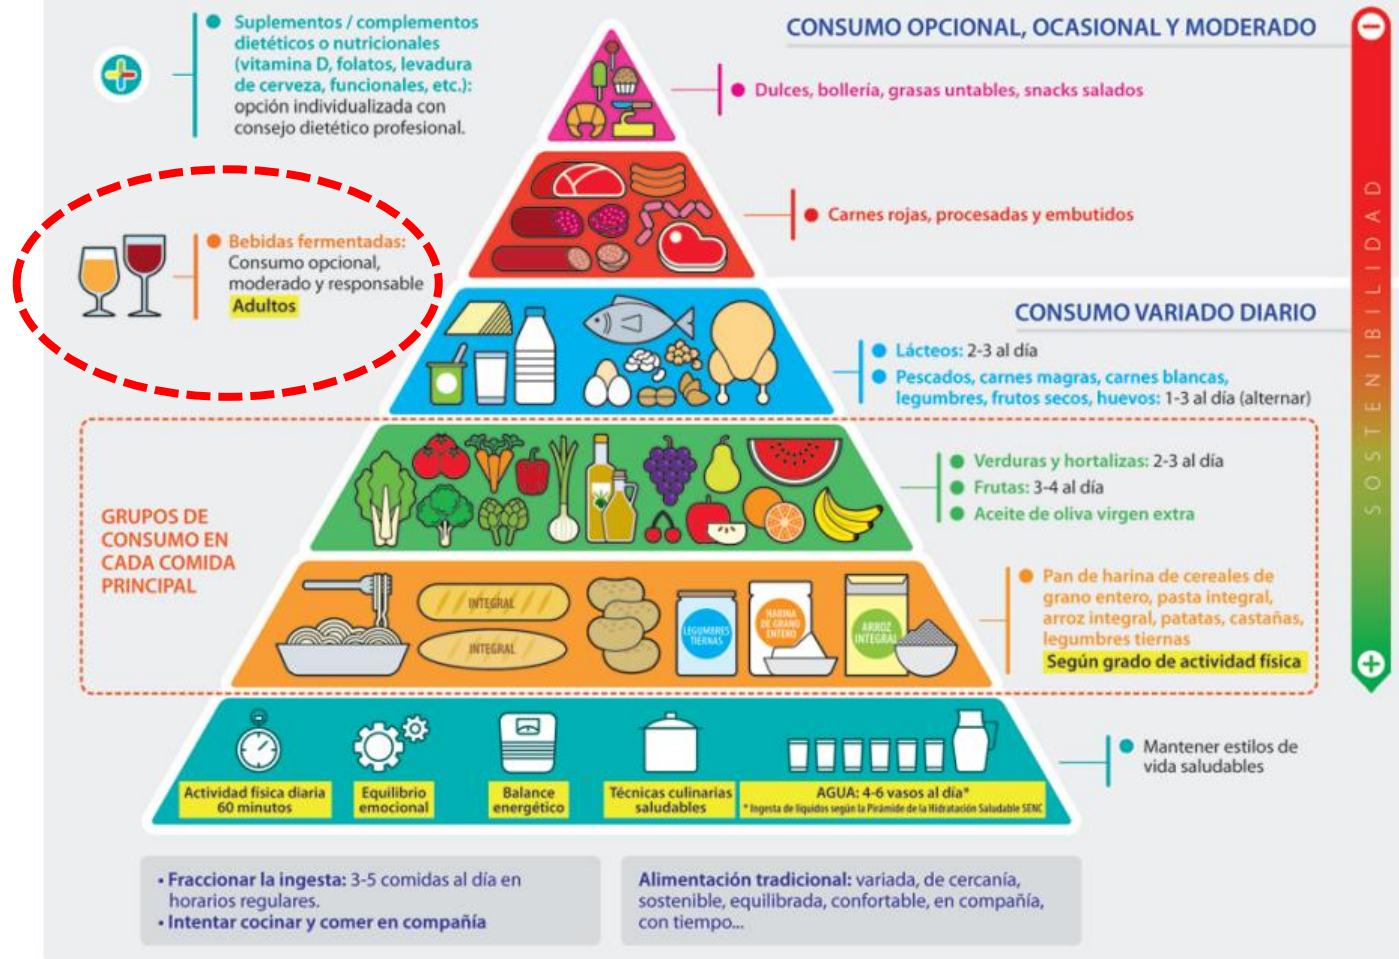 Suplementos / complementos
dietéticos o nutricionales
(vitamina D, folatos, levadura
de cerveza, funcionales, etc.):
opción individualizada con
consejo dietético profesional.
CONSUMO OPCIONAL, OCASIONAL Y MODERADO
Dulces, bollería, grasas untables, snacks salados
Carnes rojas, procesadas y embutidos
Bebidas fermentadas:
Consumo opcional,
moderado y responsable
Adultos
CONSUMO VARIADO DIARIO
Lácteos: 2-3 al día
Pescados, carnes magras, carnes blancas,
legumbres, frutos secos, huevos: 1-3 al día (alternar)
SOSTENIBILIDAD
GRUPOS DE
CONSUMO EN
CADA COMIDA
PRINCIPAL
Verduras y hortalizas: 2-3 al día
Frutas: 3-4 al día
Aceite de oliva virgen extra
INTEGRAL
INTEGRAL
LEGUMBRES
TIERNAS
HARINA
DE GRANO
ENTERO
ARROZ
INTEGRAL
Pan de harina de cereales de
grano entero, pasta integral,
arroz integral, patatas, castañas,
legumbres tiernas
Según grado de actividad física
Actividad física diaria
60 minutos
Equilibrio
emocional
Balance
energético
Técnicas culinarias
saludables
AGUA: 4-6 vasos al día*
* Ingesta de líquidos según la Pirámide de la Hidratación Saludable SENC
Mantener estilos de
vida saludables
• Fraccionar la ingesta: 3-5 comidas al día en
horarios regulares.
• Intentar cocinar y comer en compañía
Alimentación tradicional: variada, de cercanía,
sostenible, equilibrada, confortable, en compañía,
con tiempo...